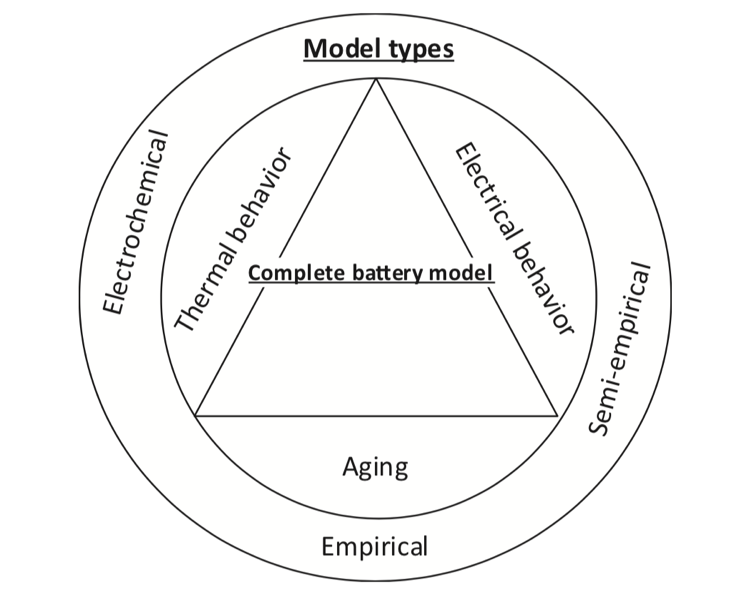 Model types
Electrochemical
Thermal behavior
Electrical behavior
Complete battery model
Semi-empirical
Aging
Empirical